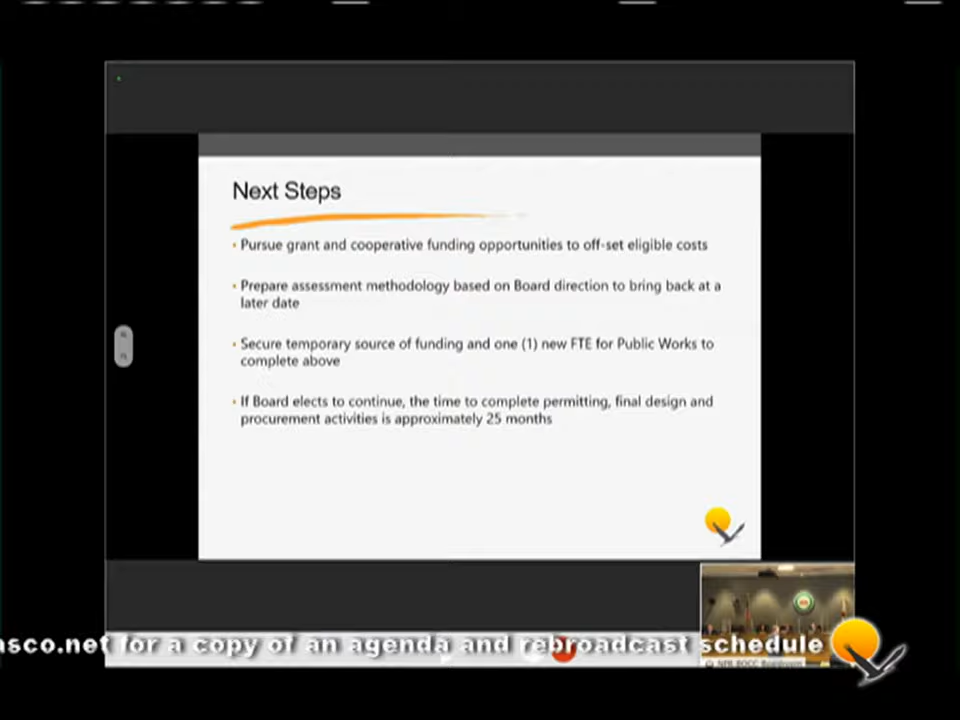 Next Steps
• Pursue grant and cooperative funding opportunities to off-set eligible costs
• Prepare assessment methodology based on Board direction to bring back at a
later date
• Secure temporary source of funding and one (1) new FTE for Public Works to
complete above
• If Board elects to continue, the time to complete permitting, final design and
procurement activities is approximately 25 months
asco.net for a copy of an agenda and rebroadcast schedule